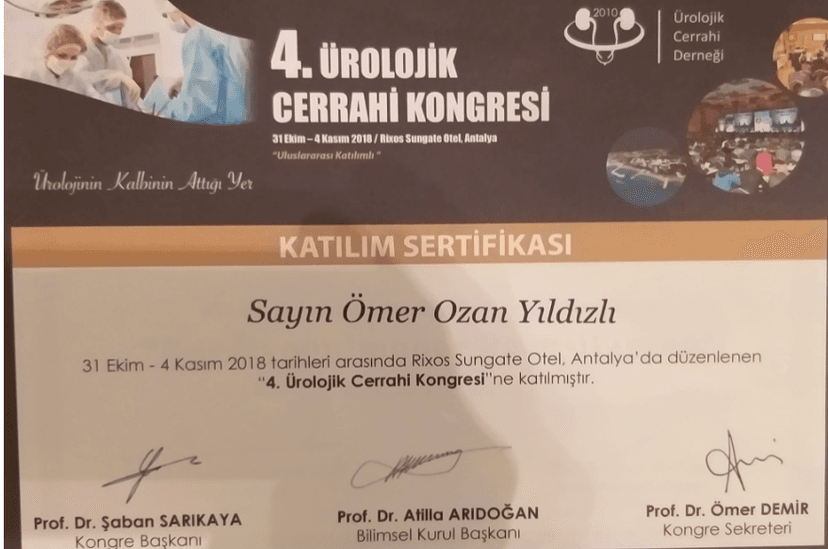 2010
Ürolojik
Cerrahi
Derneği
4. ÜROLOJİK
CERRAHİ KONGRESİ
31 Ekim – 4 Kasım 2018 / Rixos Sungate Otel, Antalya
"Uluslararası Katılımlı"
Ürolojinin Kalbinin Attığı Yer
KATILIM SERTİFİKASI
Sayın Ömer Ozan Yıldızlı
31 Ekim - 4 Kasım 2018 tarihleri arasında Rixos Sungate Otel, Antalya'da düzenlenen
"4. Ürolojik Cerrahi Kongresi"ne katılmıştır.
Prof. Dr. Şaban SARIKAYA
Kongre Başkanı
Prof. Dr. Atilla ARIDOĞAN
Bilimsel Kurul Başkanı
Prof. Dr. Ömer DEMİR
Kongre Sekreteri